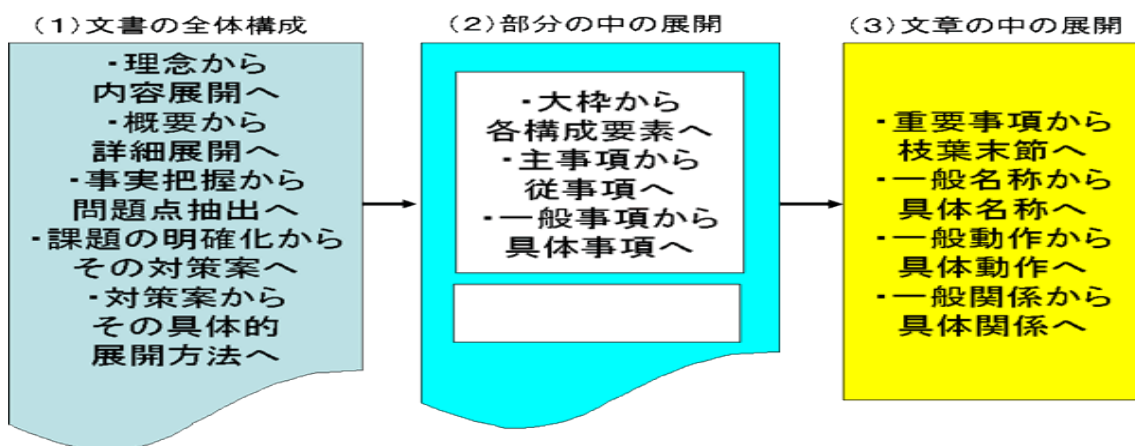 (1)文書の全体構成
・理念から
内容展開へ
・概要から
詳細展開へ
・事実把握から
問題点抽出へ
・課題の明確化から
その対策案へ
・対策案から
その具体的
展開方法へ
(2)部分の中の展開
・大枠から
各構成要素へ
・主事項から
従事項へ
・一般事項から
具体事項へ
(3)文章の中の展開
・重要事項から
枝葉末節へ
・一般名称から
具体名称へ
・一般動作から
具体動作へ
・一般関係から
具体関係へ